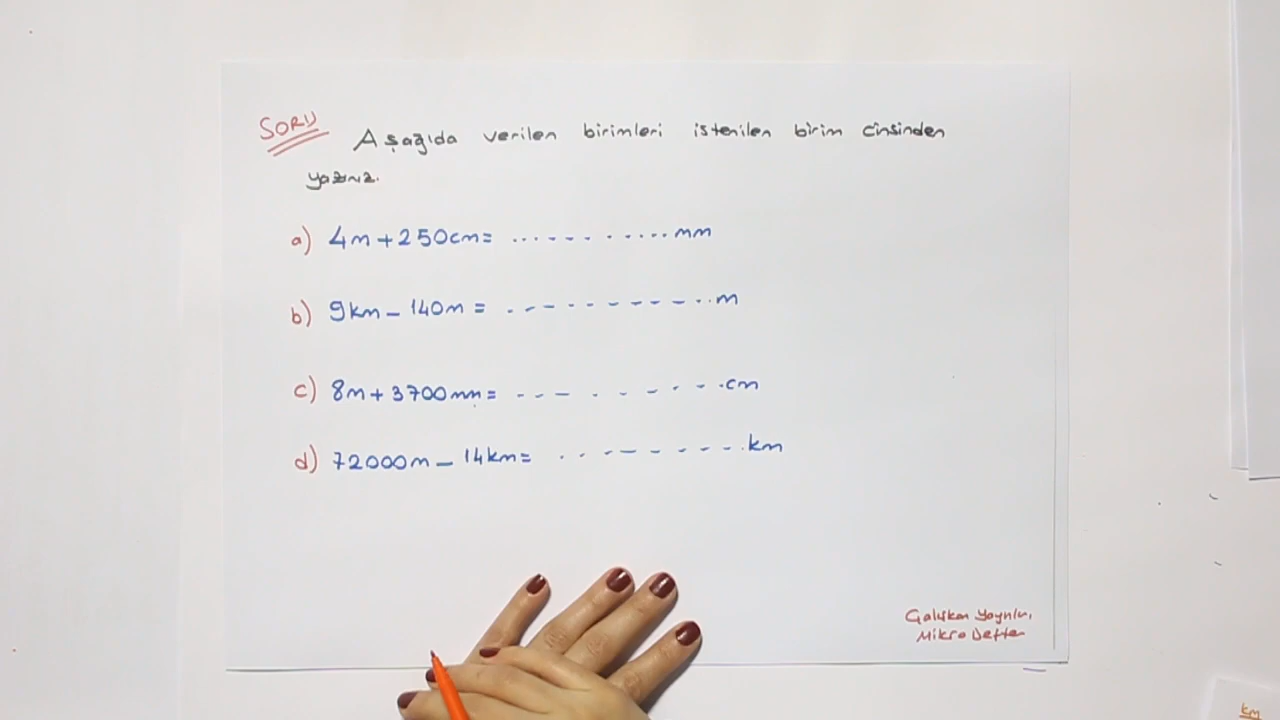 SORU Aşağıda verilen birimleri istenilen birim cinsinden
yazınız.
a) 4m+250cm= ............ mm
b) 9km-140m= ............ m
c) 8m+3700mm= ............ cm
d) 72000m-14km= ............ km
Çalışkan Yayınları,
Mikro Defter
km